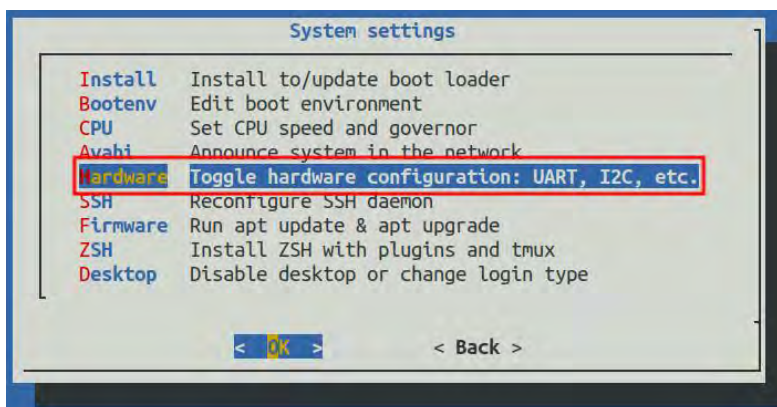 System settings
Install Install to/update boot loader
Bootenv Edit boot environment
CPU Set CPU speed and governor
Avahi Announce system in the network
Hardware Toggle hardware configuration: UART, I2C, etc.
SSH Reconfigure SSH daemon
Firmware Run apt update & apt upgrade
ZSH Install ZSH with plugins and tmux
Desktop Disable desktop or change login type
< OK > < Back >